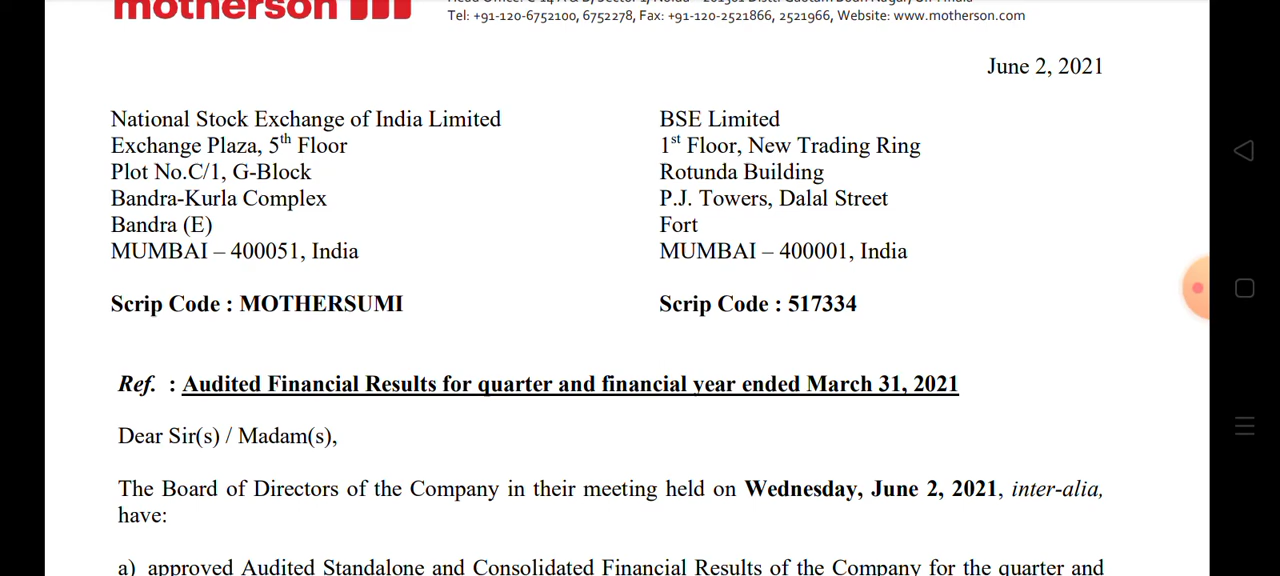 motherson
Tel: +91-120-6752100, 6752278, Fax: +91-120-2521866, 2521966, Website: www.motherson.com
June 2, 2021
National Stock Exchange of India Limited
Exchange Plaza, 5th Floor
Plot No.C/1, G-Block
Bandra-Kurla Complex
Bandra (E)
MUMBAI – 400051, India
Scrip Code : MOTHERSUMI
BSE Limited
1st Floor, New Trading Ring
Rotunda Building
P.J. Towers, Dalal Street
Fort
MUMBAI – 400001, India
Scrip Code : 517334
Ref. : Audited Financial Results for quarter and financial year ended March 31, 2021
Dear Sir(s) / Madam(s),
The Board of Directors of the Company in their meeting held on Wednesday, June 2, 2021, inter-alia,
have:
a) approved Audited Standalone and Consolidated Financial Results of the Company for the quarter and